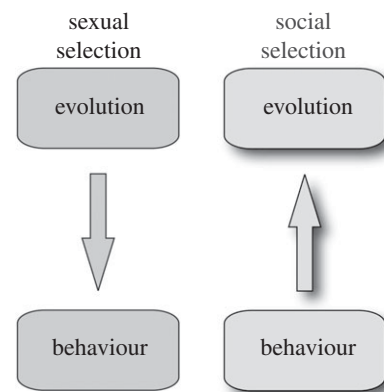 sexual
selection
social
selection
evolution
evolution
behaviour
behaviour